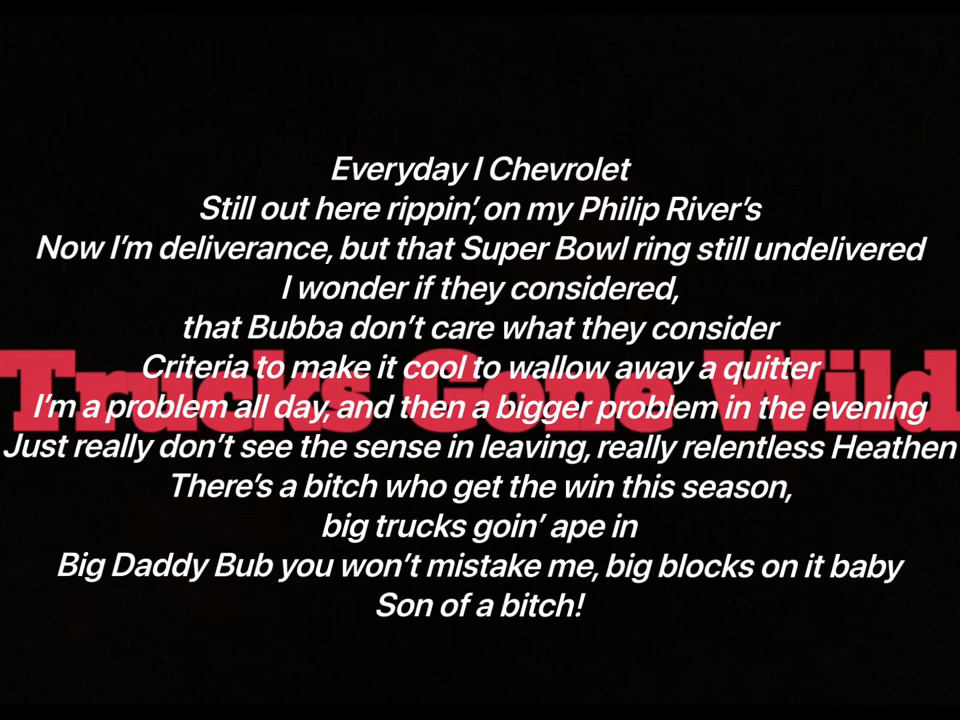 Everyday I Chevrolet
Still out here rippin', on my Philip River's
Now I'm deliverance, but that Super Bowl ring still undelivered
I wonder if they considered,
that Bubba don't care what they consider
Trucks Gone Wild
Criteria to make it cool to wallow away a quitter
I'm a problem all day, and then a bigger problem in the evening
Just really don't see the sense in leaving, really relentless Heathen
There's a bitch who get the win this season,
big trucks goin' ape in
Big Daddy Bub you won't mistake me, big blocks on it baby
Son of a bitch!